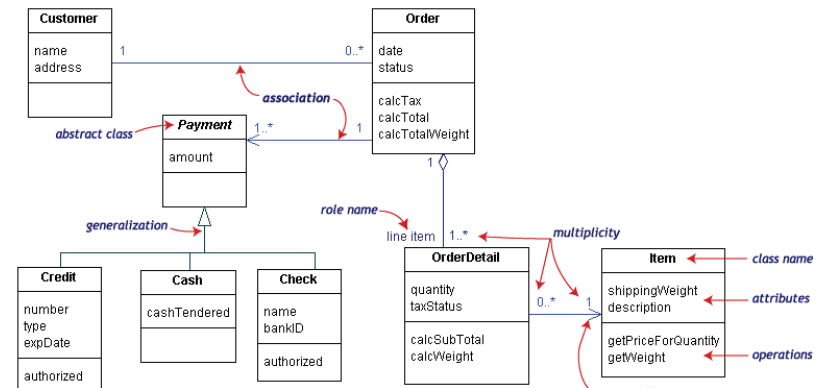 Customer
name
address
1
0..*
Order
date
status
calcTax
calcTotal
calcTotalWeight
association
abstract class
Payment
amount
1..*
1
1
generalization
role name
line item
1..*
multiplicity
Credit
number
type
expDate
authorized
Cash
cashTendered
Check
name
bankID
authorized
OrderDetail
quantity
taxStatus
calcSubTotal
calcWeight
0..*
1
Item
shippingWeight
description
getPriceForQuantity
getWeight
class name
attributes
operations